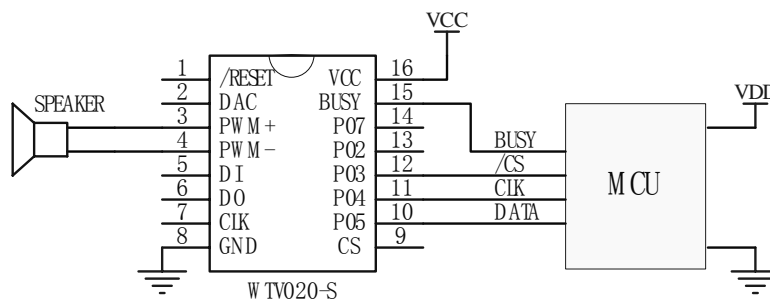 VCC
1 /RESET VCC 16
SPEAKER 2 DAC BUSY 15 VDD
3 PWM+ P07 14
4 PWM- P02 13 BUSY
5 DI P03 12 /CS
6 DO P04 11 CLK MCU
7 CLK P05 10 DATA
8 GND CS 9
WTV020-S